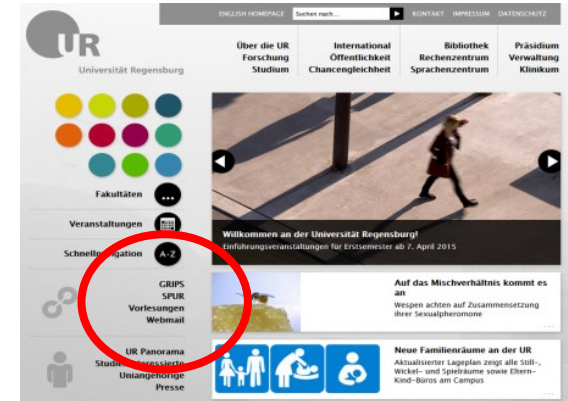 ENGLISH HOMEPAGE Suchen nach... KONTAKT IMPRESSUM DATENSCHUTZ
UR
Universität Regensburg
Über die UR
Forschung
Studium
International
Öffentlichkeit
Chancengleichheit
Bibliothek
Rechenzentrum
Sprachenzentrum
Präsidium
Verwaltung
Klinikum
Fakultäten ...
Veranstaltungen
Schnellnavigation A-Z
GRIPS
SPUR
Vorlesungen
Webmail
UR Panorama
Studieninteressierte
Uniangehörige
Presse
Willkommen an der Universität Regensburg!
Einführungsveranstaltungen für Erstsemester ab 7. April 2015
Auf das Mischverhältnis kommt es
an
Wespen achten auf Zusammensetzung
ihrer Sexualpheromone
....
Neue Familienräume an der UR
Aktualisierter Lageplan zeigt alle Still-,
Wickel- und Spielräume sowie Eltern-
Kind-Büros am Campus
....